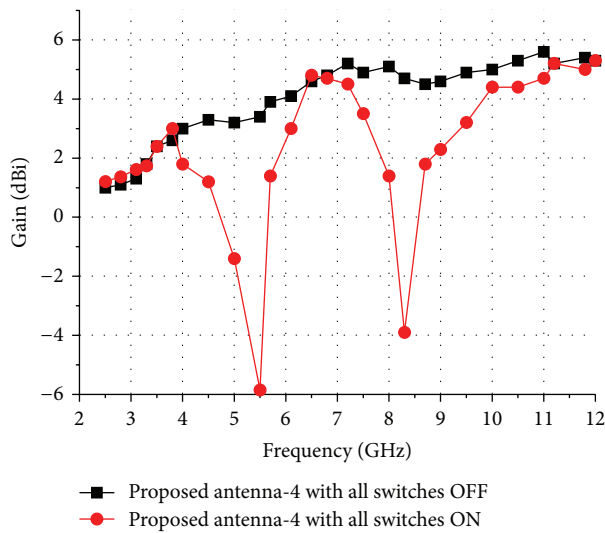 6
4
2
0
−2
−4
−6
Gain (dBi)
2 3 4 5 6 7 8 9 10 11 12
Frequency (GHz)
Proposed antenna-4 with all switches OFF
Proposed antenna-4 with all switches ON